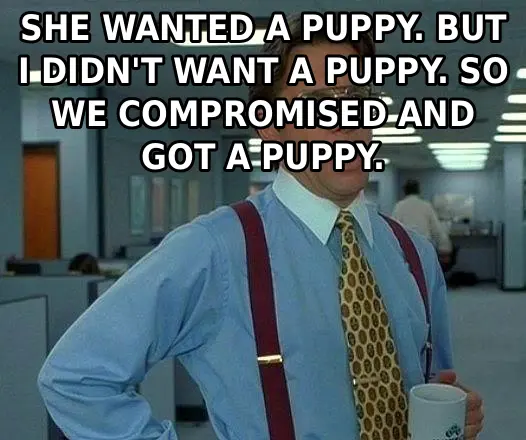 SHE WANTED A PUPPY. BUT
I DIDN'T WANT A PUPPY. SO
WE COMPROMISED AND
GOT A PUPPY.